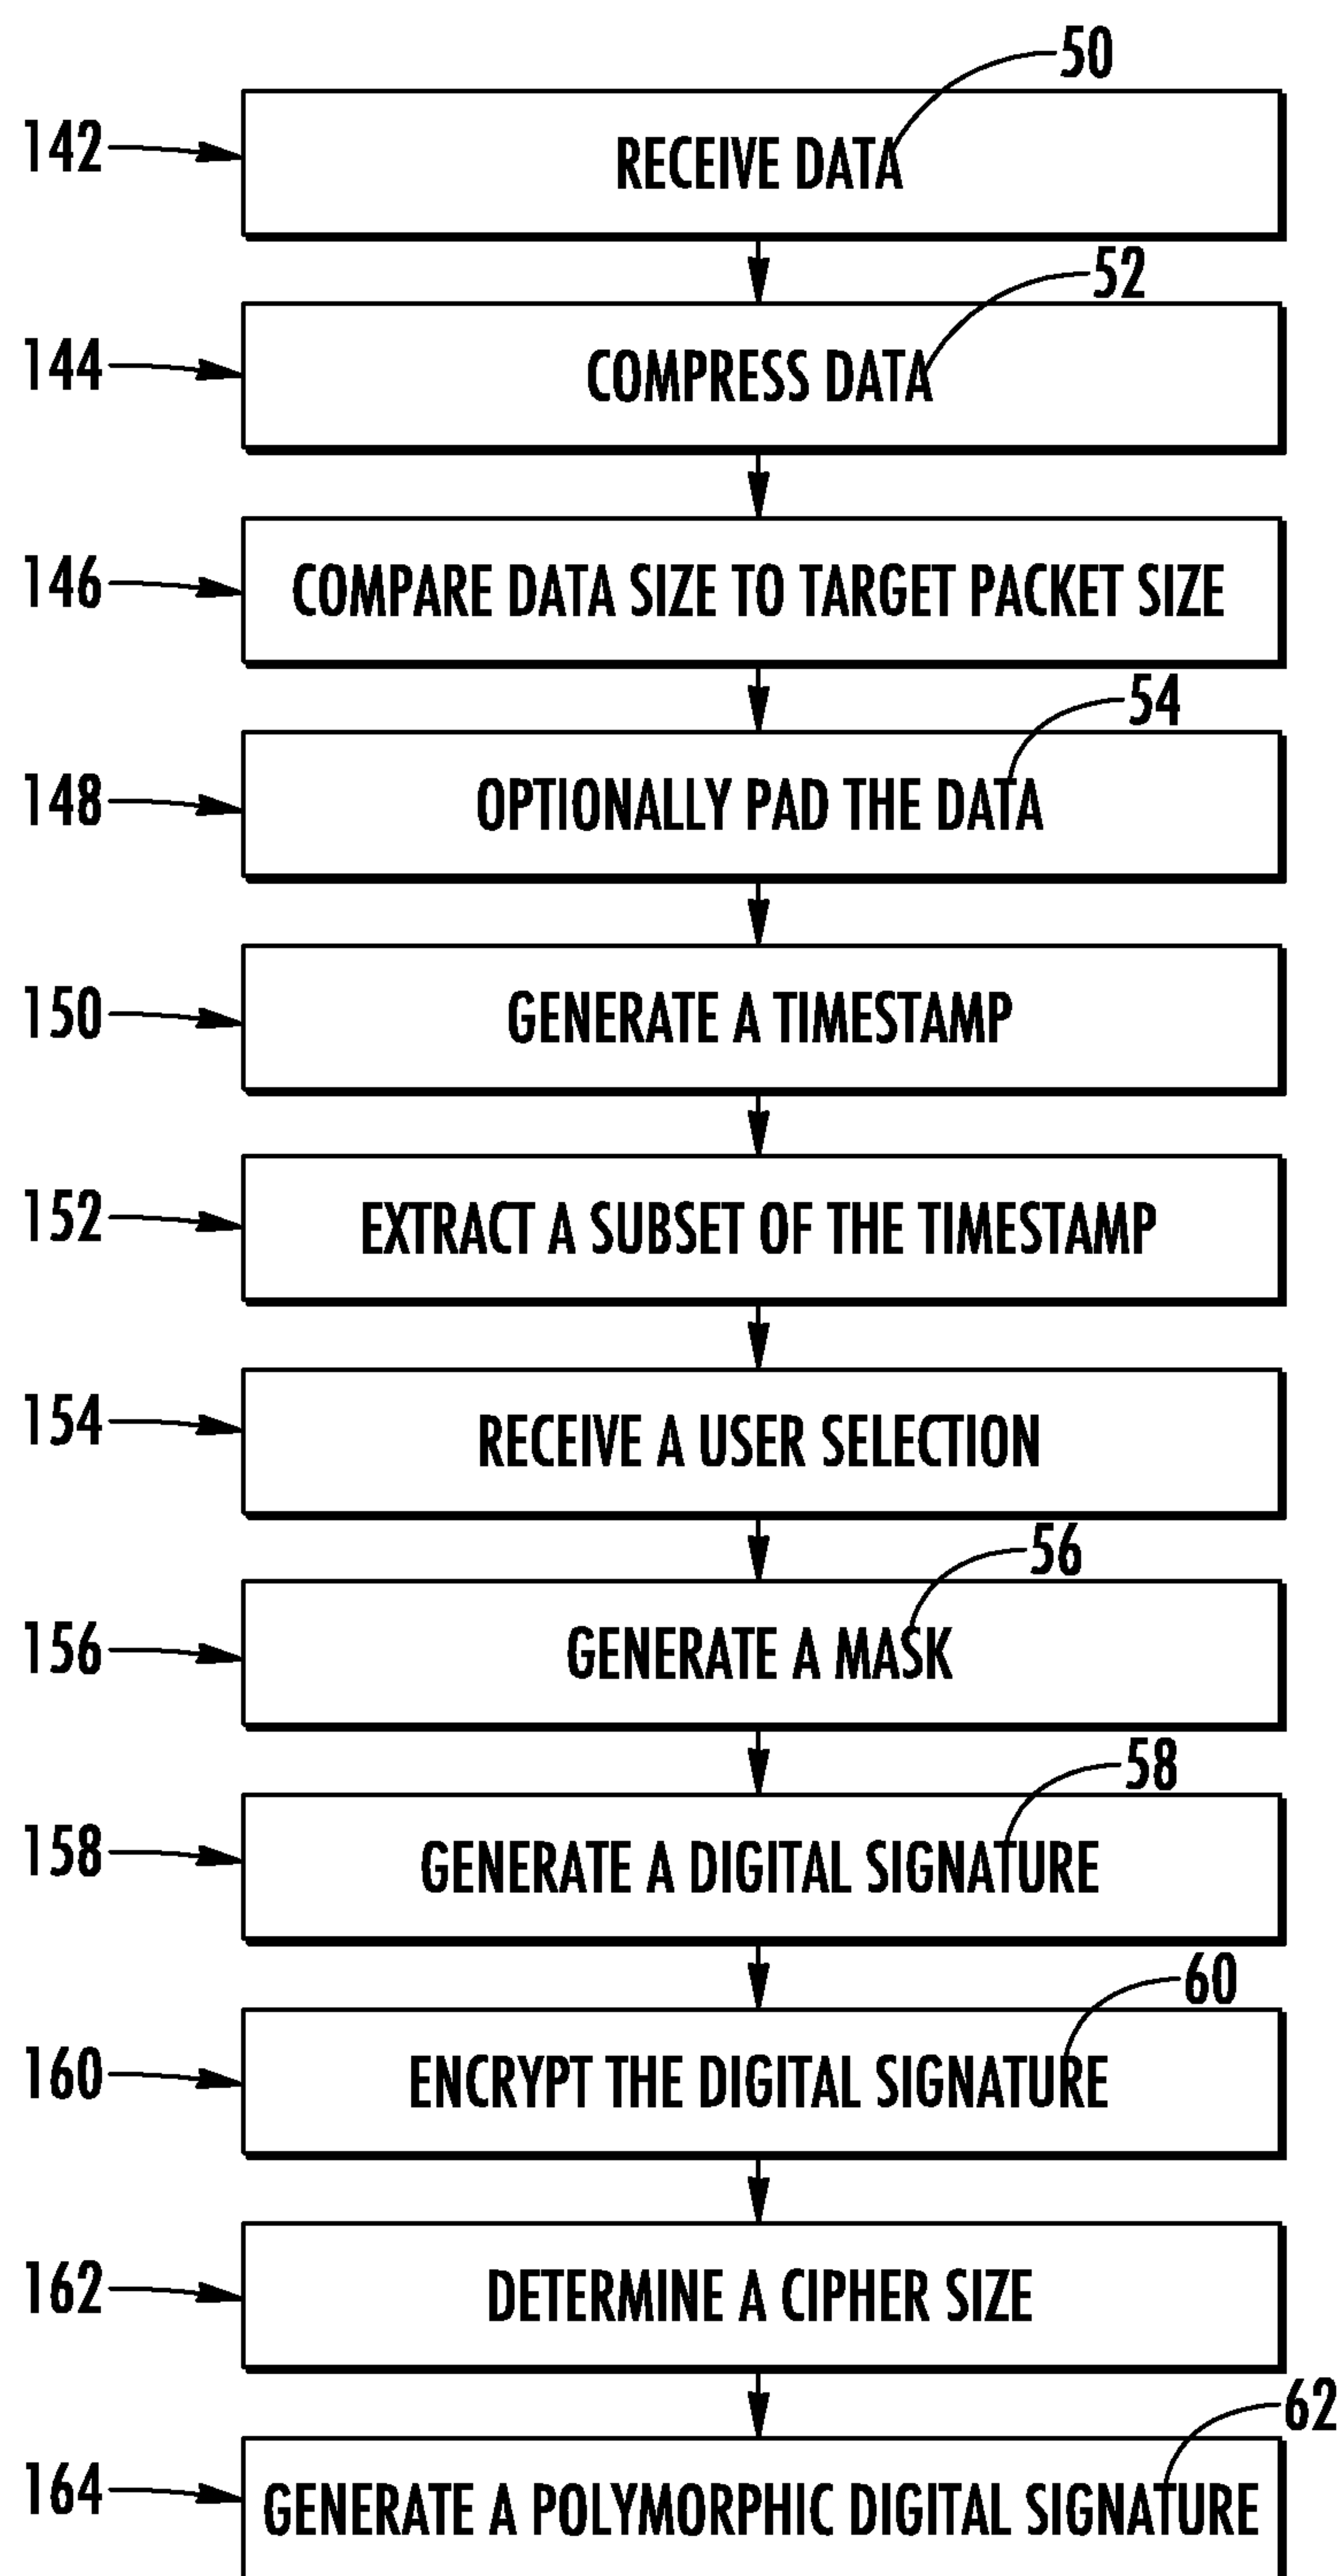 50
142 RECEIVE DATA
52
144 COMPRESS DATA
146 COMPARE DATA SIZE TO TARGET PACKET SIZE
54
148 OPTIONALLY PAD THE DATA
150 GENERATE A TIMESTAMP
152 EXTRACT A SUBSET OF THE TIMESTAMP
154 RECEIVE A USER SELECTION
56
156 GENERATE A MASK
58
158 GENERATE A DIGITAL SIGNATURE
60
160 ENCRYPT THE DIGITAL SIGNATURE
162 DETERMINE A CIPHER SIZE
62
164 GENERATE A POLYMORPHIC DIGITAL SIGNATURE